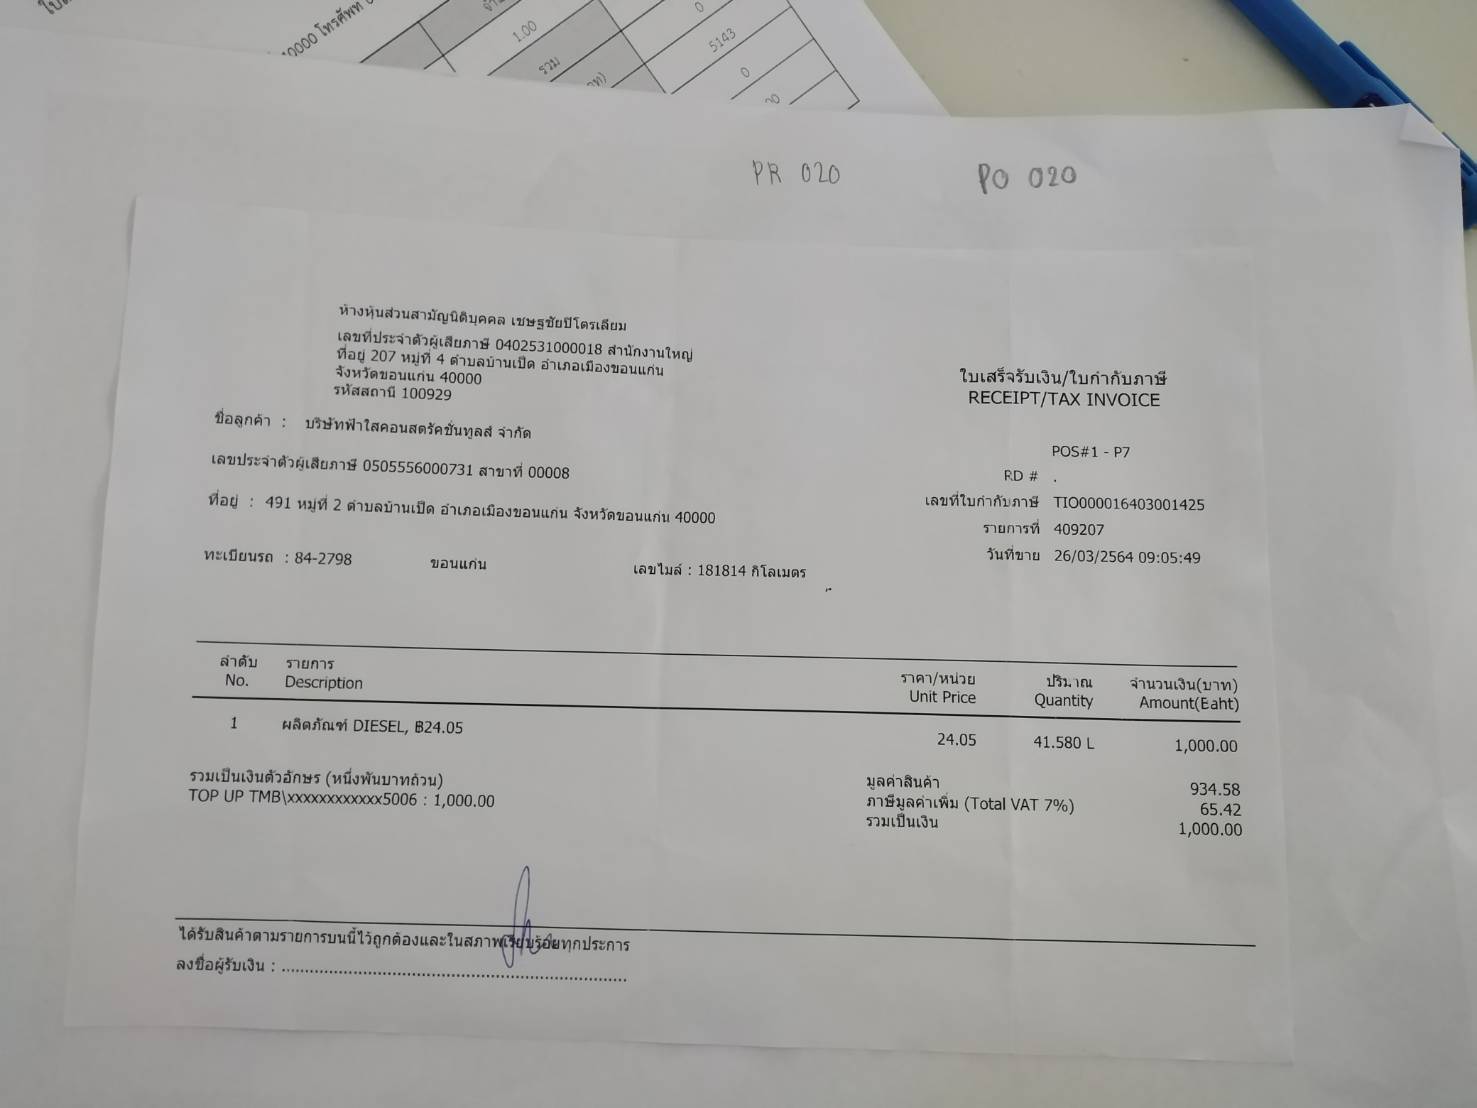 0000 โทรศัพท์
1.00
0
รวม
5143
0
PR 020
PO 020
ห้างหุ้นส่วนสามัญนิติบุคคล เชษฐชัยปิโตรเลียม
เลขที่ประจำตัวผู้เสียภาษี 0402531000018 สำนักงานใหญ่
ที่อยู่ 207 หมู่ที่ 4 ตำบลบ้านเป็ด อำเภอเมืองขอนแก่น
จังหวัดขอนแก่น 40000
รหัสสถานี 100929
ใบเสร็จรับเงิน/ใบกำกับภาษี
RECEIPT/TAX INVOICE
ชื่อลูกค้า : บริษัทฟ้าใสคอนสตรัคชั่นทูลส์ จำกัด
เลขประจำตัวผู้เสียภาษี 0505556000731 สาขาที่ 00008
ที่อยู่ : 491 หมู่ที่ 2 ตำบลบ้านเป็ด อำเภอเมืองขอนแก่น จังหวัดขอนแก่น 40000
ทะเบียนรถ : 84-2798 ขอนแก่น เลขไมล์ : 181814 กิโลเมตร
POS#1 - P7
RD # .
เลขที่ใบกำกับภาษี TIO000016403001425
รายการที่ 409207
วันที่ขาย 26/03/2564 09:05:49
ลำดับ รายการ ราคา/หน่วย ปริมาณ จำนวนเงิน(บาท)
No. Description Unit Price Quantity Amount(Eaht)
1 ผลิตภัณฑ์ DIESEL, ฿24.05 24.05 41.580 L 1,000.00
รวมเป็นเงินตัวอักษร (หนึ่งพันบาทถ้วน)
TOP UP TMB\xxxxxxxxxxxx5006 : 1,000.00
มูลค่าสินค้า 934.58
ภาษีมูลค่าเพิ่ม (Total VAT 7%) 65.42
รวมเป็นเงิน 1,000.00
ได้รับสินค้าตามรายการบนนี้ไว้ถูกต้องและในสภาพเรียบร้อยทุกประการ
ลงชื่อผู้รับเงิน : ...........................................................................